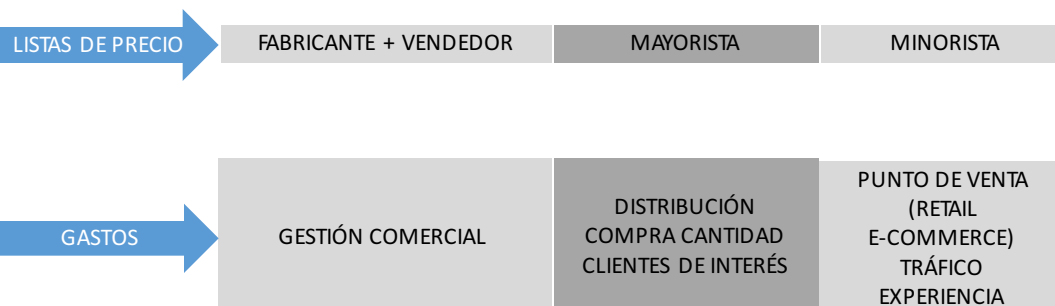 LISTAS DE PRECIO
FABRICANTE + VENDEDOR
MAYORISTA
MINORISTA
GASTOS
GESTIÓN COMERCIAL
DISTRIBUCIÓN
COMPRA CANTIDAD
CLIENTES DE INTERÉS
PUNTO DE VENTA
(RETAIL
E-COMMERCE)
TRÁFICO
EXPERIENCIA